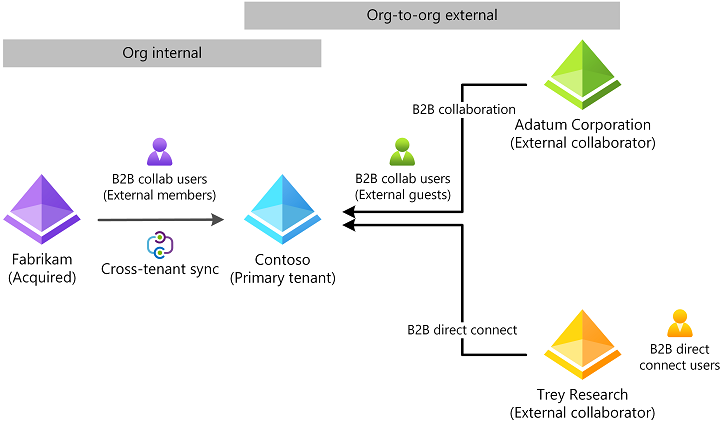 Org-to-org external
Org internal
B2B collaboration
Adatum Corporation
(External collaborator)
B2B collab users
(External members)
B2B collab users
(External guests)
Fabrikam
(Acquired)
Cross-tenant sync
Contoso
(Primary tenant)
B2B direct connect
B2B direct
connect users
Trey Research
(External collaborator)